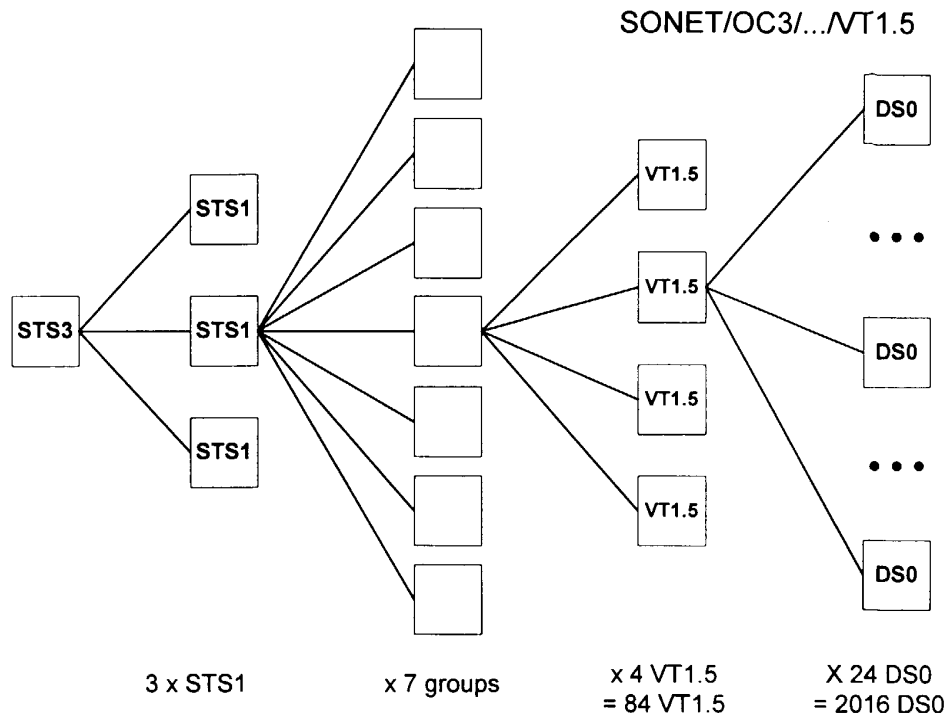 SONET/OC3/.../VT1.5
STS3
STS1
STS1
STS1
VT1.5
VT1.5
VT1.5
VT1.5
DS0
• • •
DS0
• • •
DS0
3 x STS1
x 7 groups
x 4 VT1.5
= 84 VT1.5
X 24 DS0
= 2016 DS0